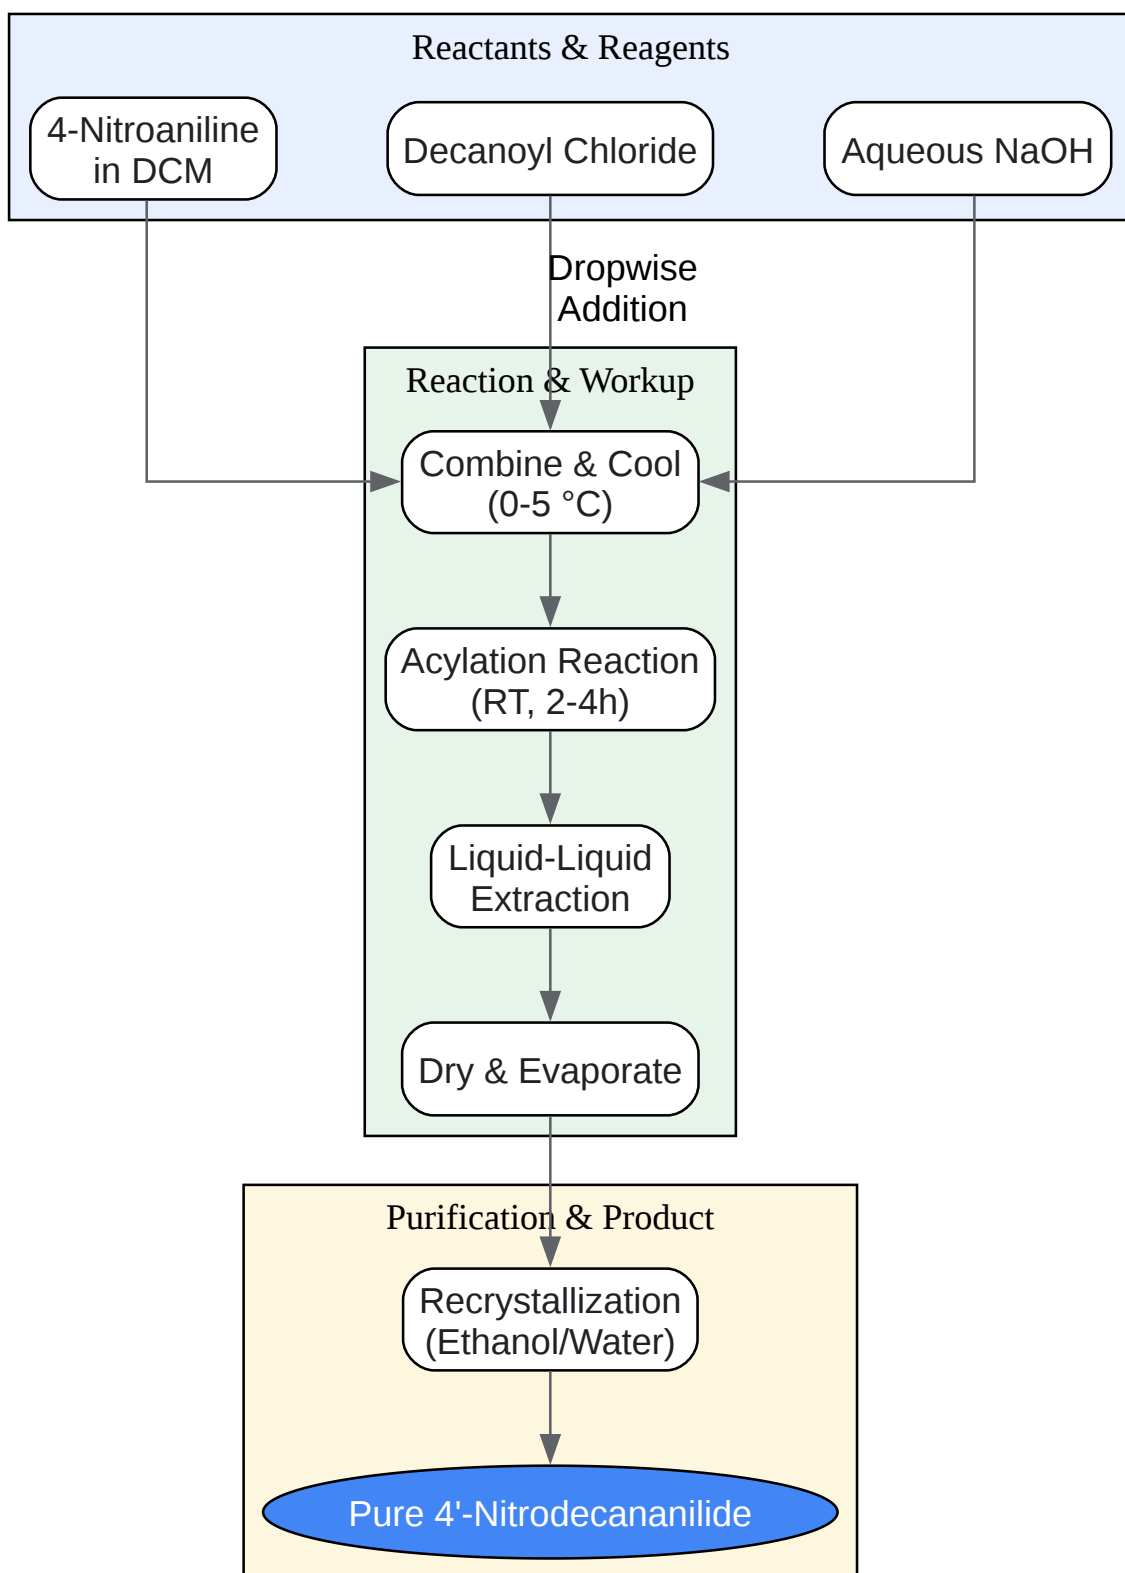 Reactants & Reagents
4-Nitroaniline
in DCM
Decanoyl Chloride
Aqueous NaOH
Dropwise
Addition
Reaction & Workup
Combine & Cool
(0-5 °C)
Acylation Reaction
(RT, 2-4h)
Liquid-Liquid
Extraction
Dry & Evaporate
Purification & Product
Recrystallization
(Ethanol/Water)
Pure 4'-Nitrodecananilide